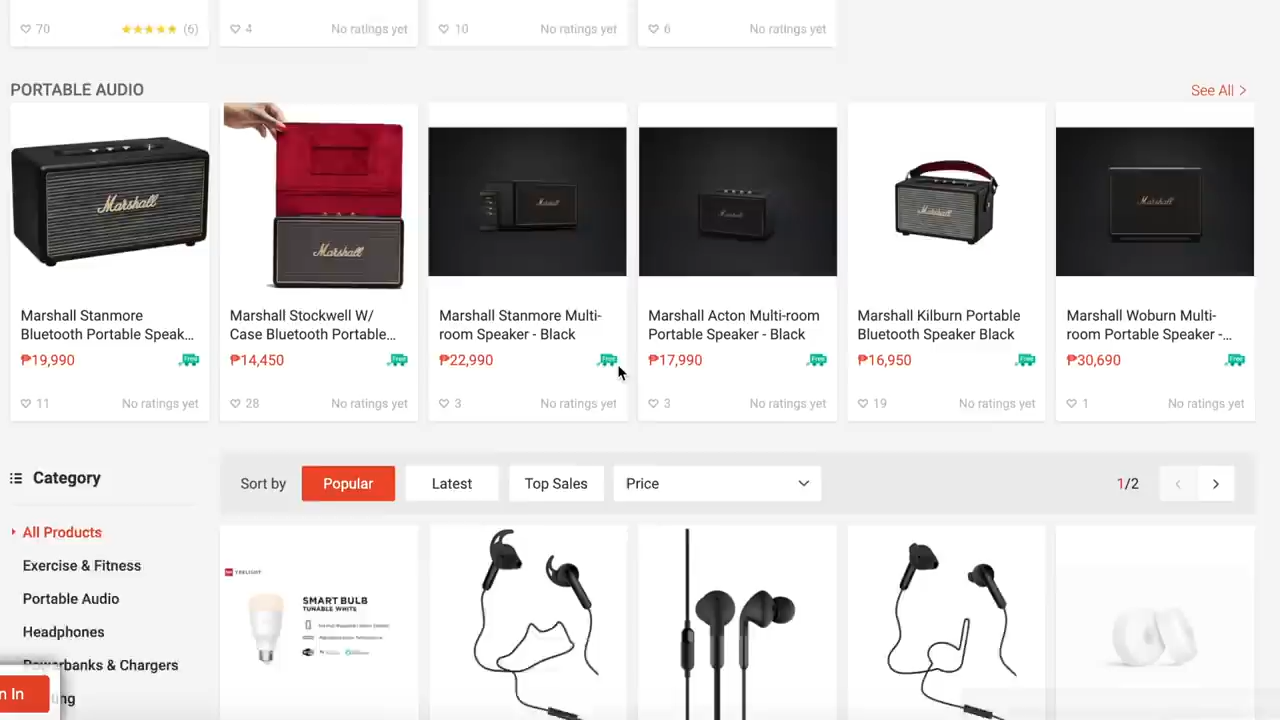 70 (6)
4 No ratings yet
10 No ratings yet
6 No ratings yet
PORTABLE AUDIO
See All
Marshall
Marshall
Marshall
Marshall
Marshall
Marshall Stanmore
Bluetooth Portable Speak...
₱19,990
Free
11 No ratings yet
Marshall Stockwell W/
Case Bluetooth Portable...
₱14,450
Free
28 No ratings yet
Marshall Stanmore Multi-
room Speaker - Black
₱22,990
Free
3 No ratings yet
Marshall Acton Multi-room
Portable Speaker - Black
₱17,990
Free
3 No ratings yet
Marshall Kilburn Portable
Bluetooth Speaker Black
₱16,950
Free
19 No ratings yet
Marshall Woburn Multi-
room Portable Speaker -...
₱30,690
Free
1 No ratings yet
Category
All Products
Exercise & Fitness
Portable Audio
Headphones
Powerbanks & Chargers
n In
Sort by Popular Latest Top Sales Price 1/2
YEELIGHT
SMART BULB
TUNABLE WHITE